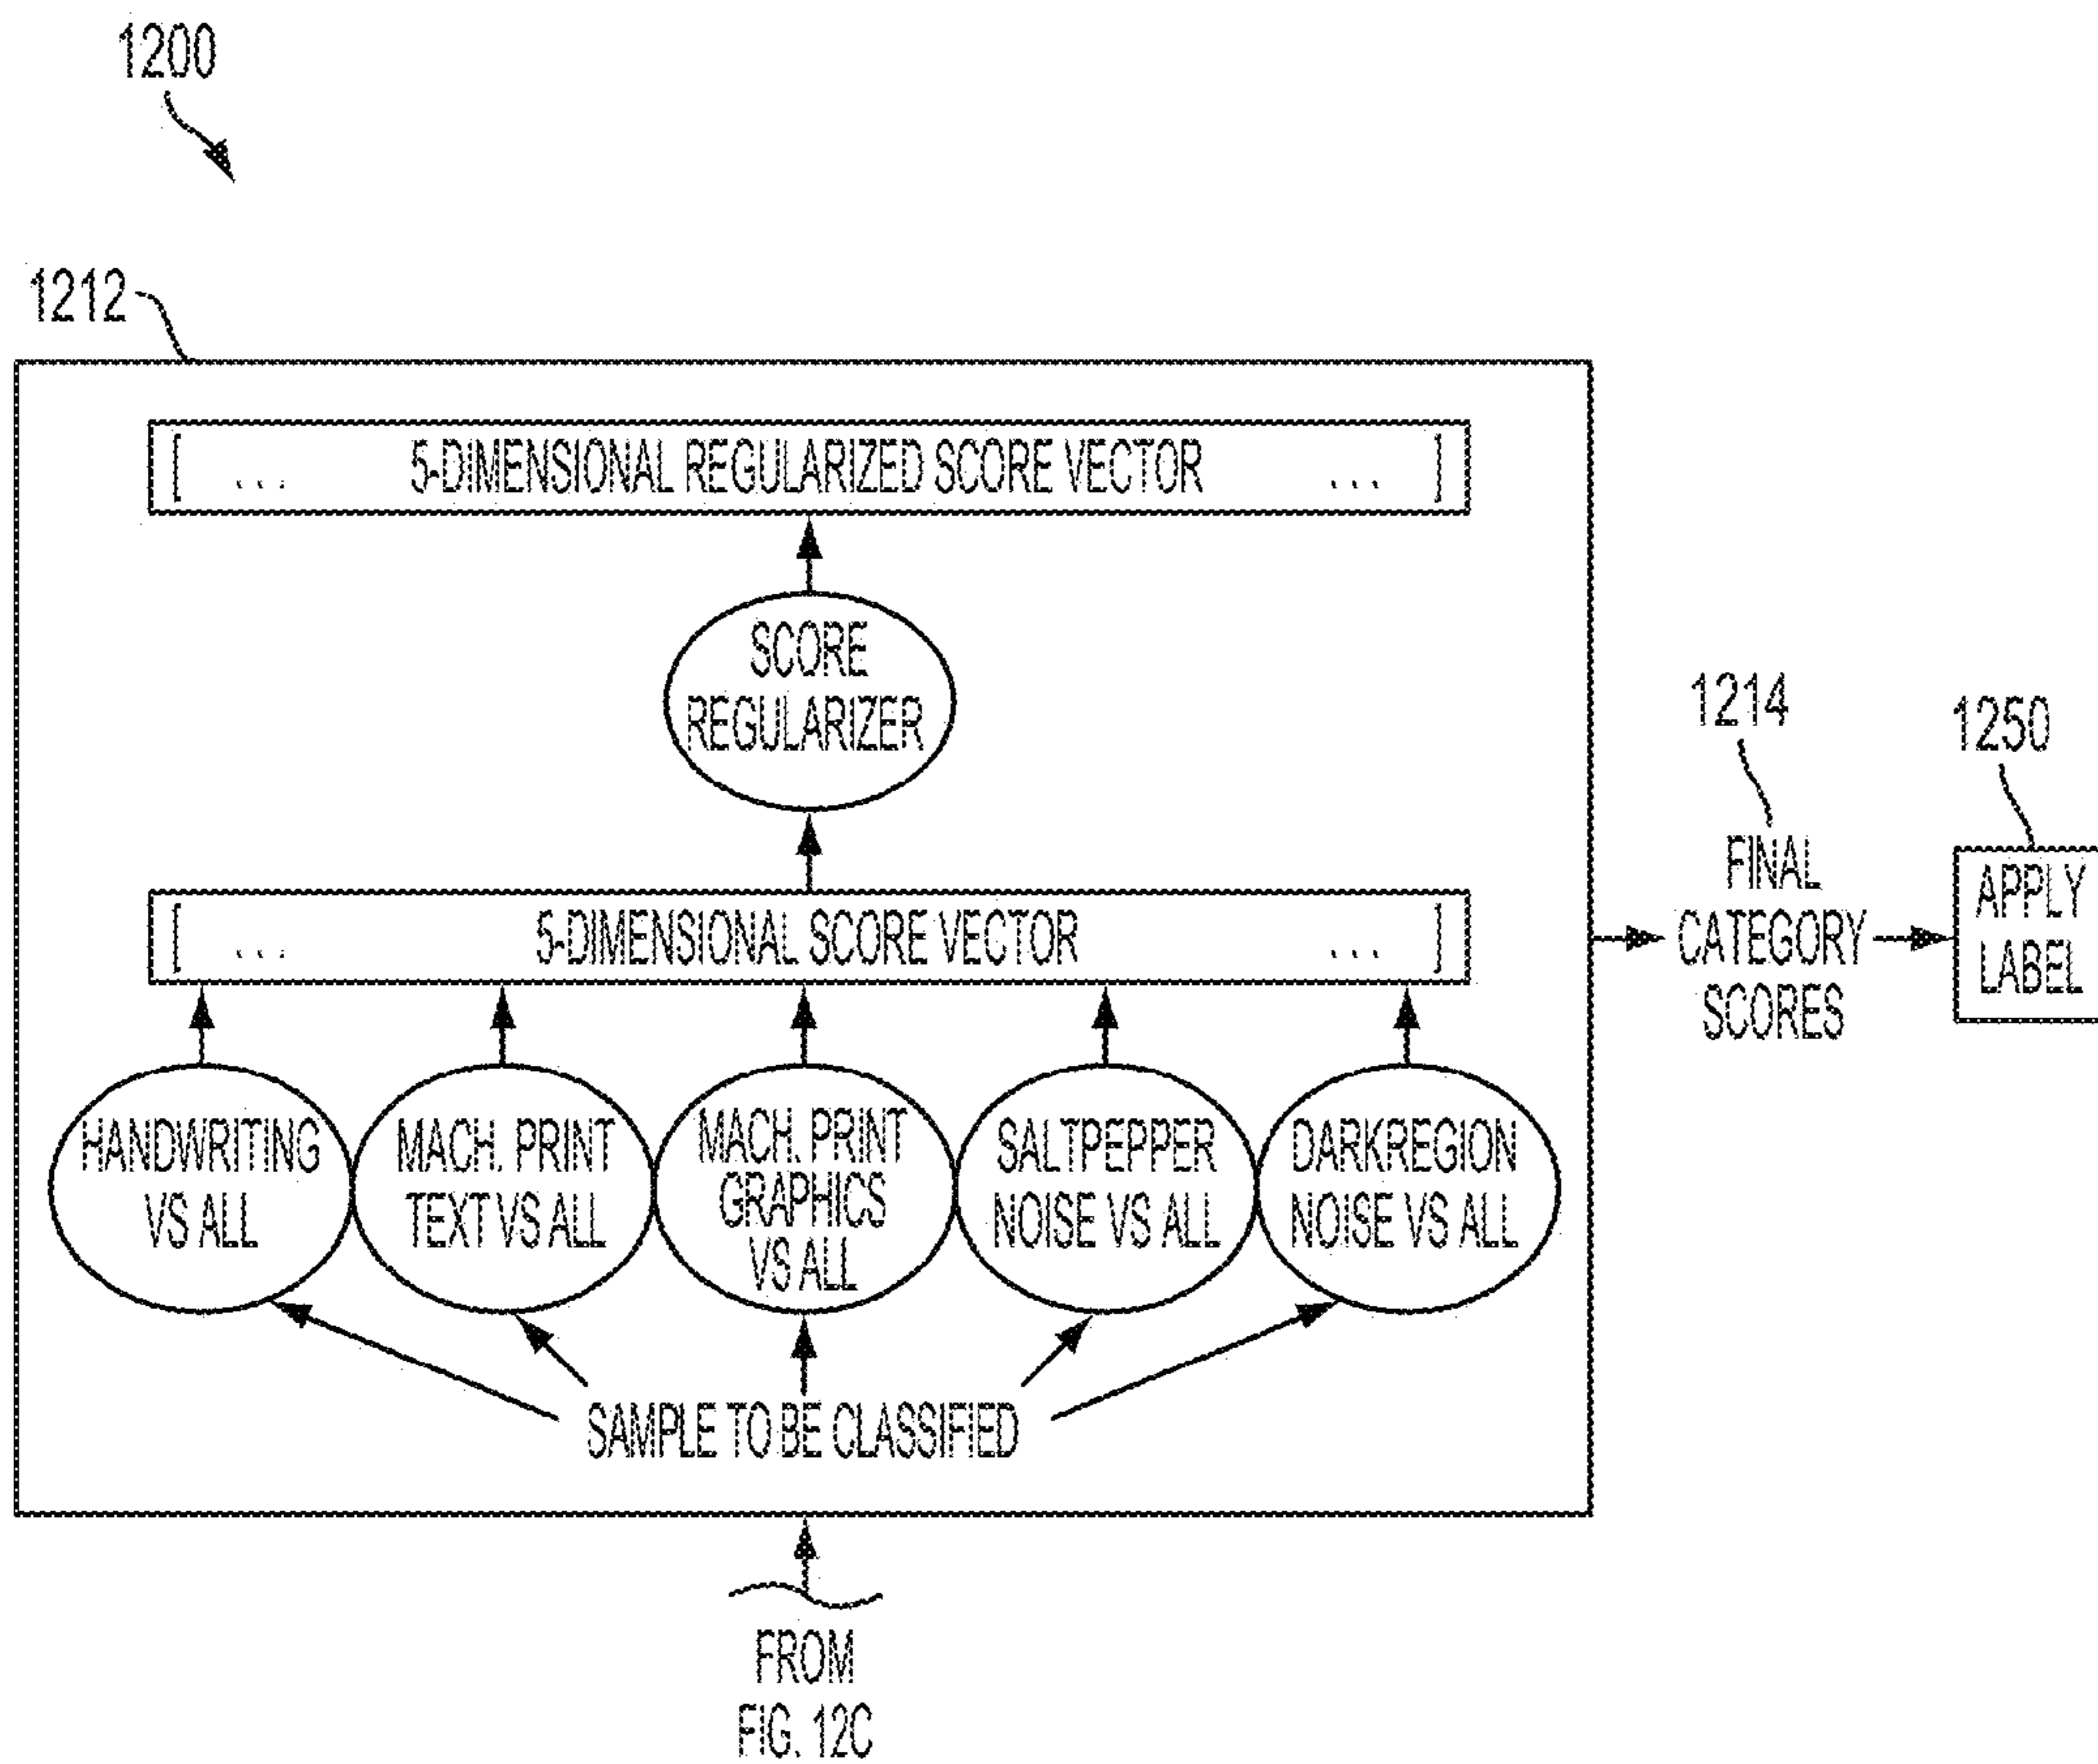 1200
1212
[ ... 5-DIMENSIONAL REGULARIZED SCORE VECTOR ... ]
SCORE
REGULARIZER
[ ... 5-DIMENSIONAL SCORE VECTOR ... ]
HANDWRITING
VS ALL
MACH. PRINT
TEXT VS ALL
MACH. PRINT
GRAPHICS
VS ALL
SALTPEPPER
NOISE VS ALL
DARKREGION
NOISE VS ALL
SAMPLE TO BE CLASSIFIED
FROM
FIG. 12C
1214
FINAL
CATEGORY
SCORES
1250
APPLY
LABEL